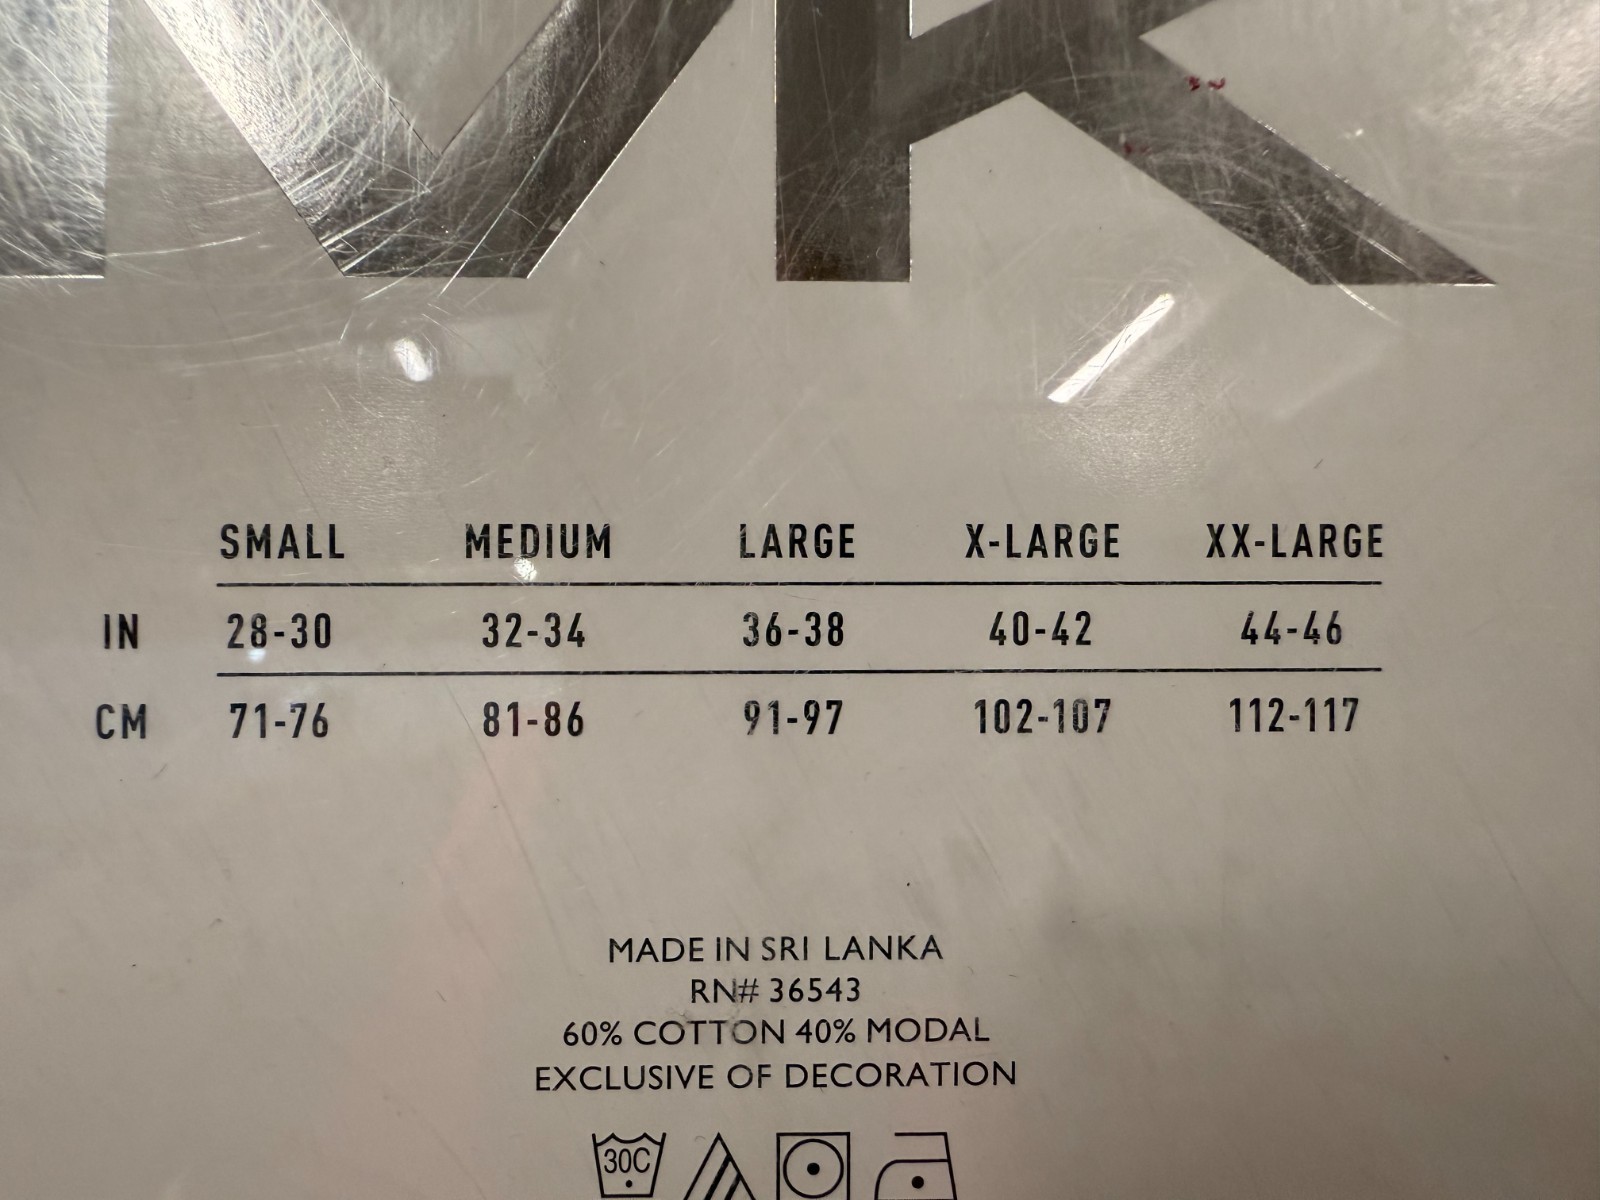 SMALL MEDIUM LARGE X-LARGE XX-LARGE
IN 28-30 32-34 36-38 40-42 44-46
CM 71-76 81-86 91-97 102-107 112-117
MADE IN SRI LANKA
RN# 36543
60% COTTON 40% MODAL
EXCLUSIVE OF DECORATION
30C